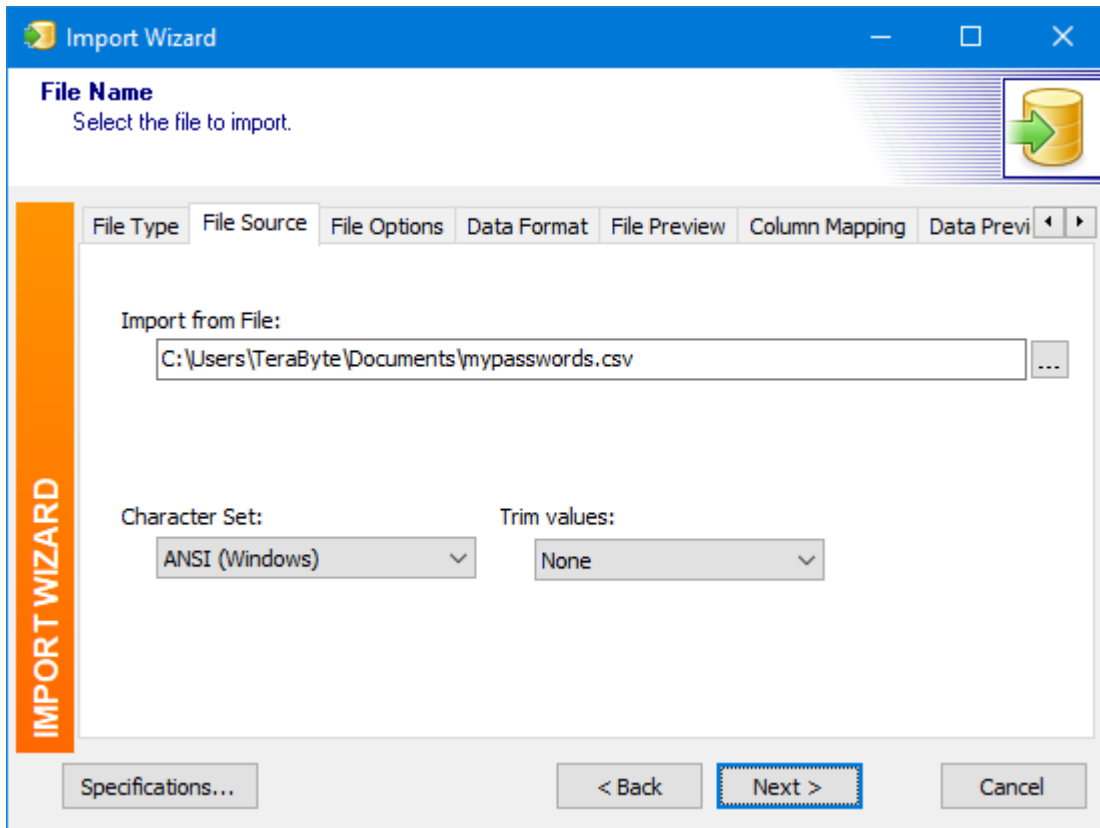 Import Wizard
File Name
Select the file to import.
File Type File Source File Options Data Format File Preview Column Mapping Data Previ
Import from File:
C:\Users\TeraByte\Documents\mypasswords.csv
...
Character Set: Trim values:
ANSI (Windows) None
IMPORT WIZARD
Specifications... < Back Next > Cancel